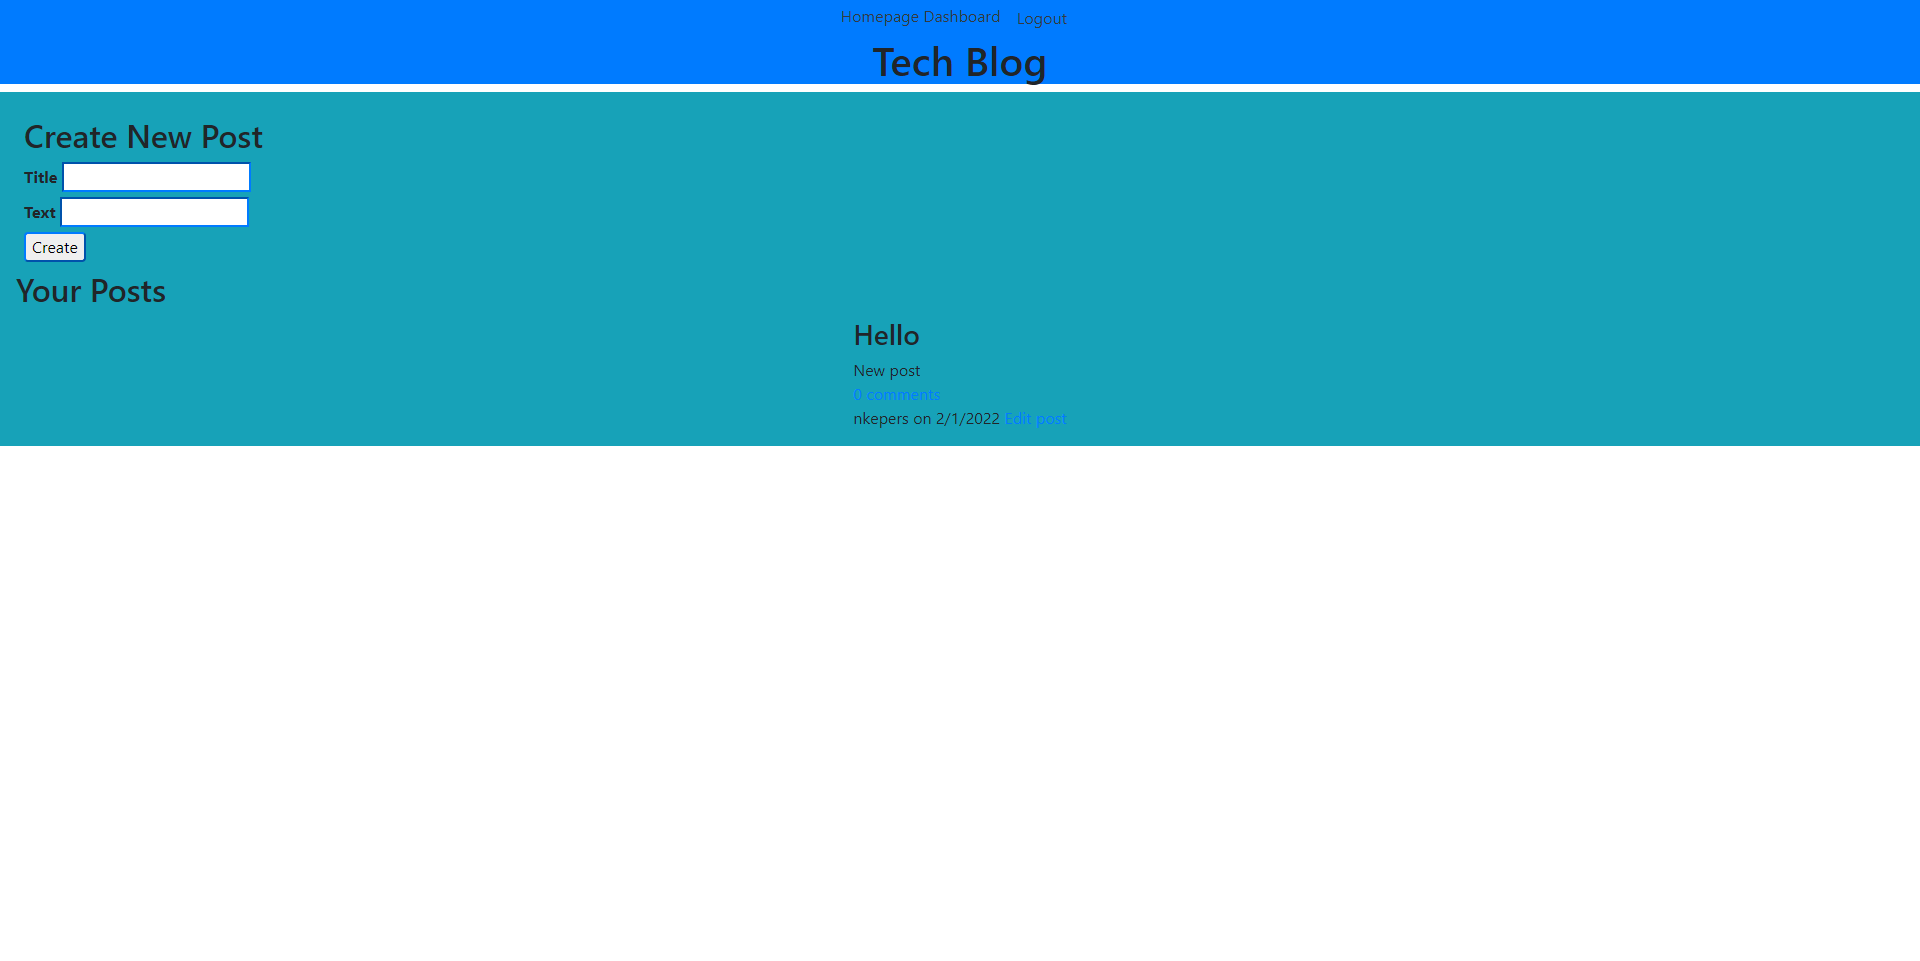 Homepage Dashboard Logout
Tech Blog
Create New Post
Title
Text
Create
Your Posts
Hello
New post
0 comments
nkepers on 2/1/2022 Edit post